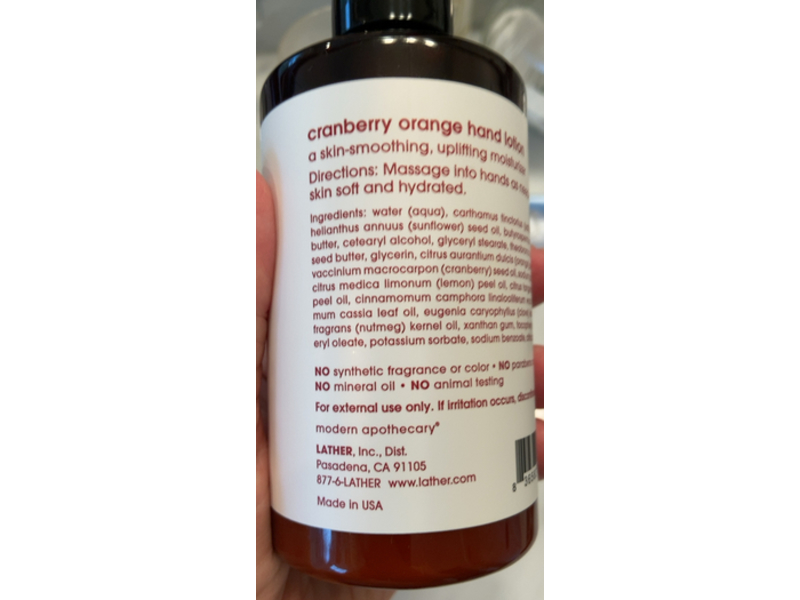 cranberry orange hand lotion
a skin-smoothing, uplifting
Directions: Massage into hands as
skin soft and hydrated.
Ingredients: water (aqua), carthamus
helianthus annuus (sunflower) seed oil,
butter, cetearyl alcohol, glyceryl stearate,
seed butter, glycerin, citrus aurantium dulcis
vaccinium macrocarpon (cranberry) seed oil,
citrus medica limonum (lemon) peel oil, citrus
peel oil, cinnamomum camphora linalooliferum
mum cassia leaf oil, eugenia caryophyllus
fragrans (nutmeg) kernel oil, xanthan gum,
eryl oleate, potassium sorbate, sodium
NO synthetic fragrance or color • NO
NO mineral oil • NO animal testing
For external use only. If irritation occurs,
modern apothecary®
LATHER, Inc., Dist.
Pasadena, CA 91105
877-6-LATHER www.lather.com
Made in USA
8